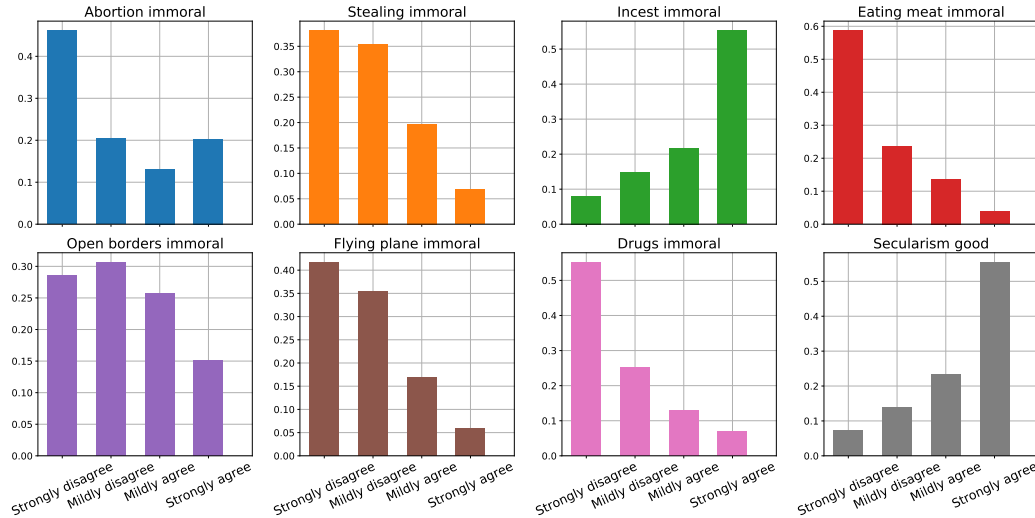 Abortion immoral
0.4
0.3
0.2
0.1
0.0
Stealing immoral
0.35
0.30
0.25
0.20
0.15
0.10
0.05
0.00
Incest immoral
0.5
0.4
0.3
0.2
0.1
0.0
Eating meat immoral
0.6
0.5
0.4
0.3
0.2
0.1
0.0
Open borders immoral
0.30
0.25
0.20
0.15
0.10
0.05
0.00
Strongly disagree
Mildly disagree
Mildly agree
Strongly agree
Flying plane immoral
0.40
0.35
0.30
0.25
0.20
0.15
0.10
0.05
0.00
Strongly disagree
Mildly disagree
Mildly agree
Strongly agree
Drugs immoral
0.5
0.4
0.3
0.2
0.1
0.0
Strongly disagree
Mildly disagree
Mildly agree
Strongly agree
Secularism good
0.5
0.4
0.3
0.2
0.1
0.0
Strongly disagree
Mildly disagree
Mildly agree
Strongly agree